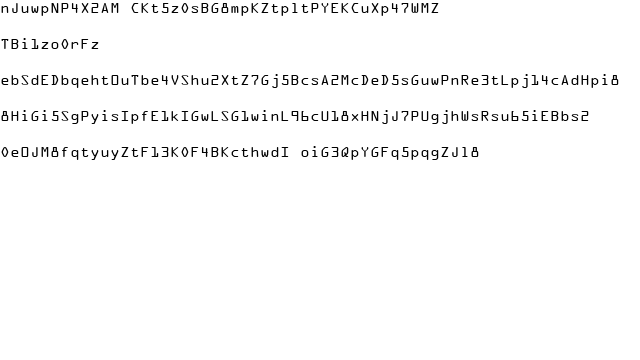 nJuwpNP4X2AM CKt5z0sBG8mpKZtp1tPYEKCuXp47WMZ
TBi1zo0rFz
ebSdEDbqehtOuTbe4VShu2XtZ7Gj5BcsA2McDeD5sGuwPnRe3tLpj14cAdHpi8
8HiGi5SgPyisIpfE1kIGwLSG1winL96cU18xHNjJ7PUgjhWsRsu65iEBbs2
0eOJM8fqtyuyZtF13K0F4BKcthwdI oiG3QpYGFq5pqgZJ18